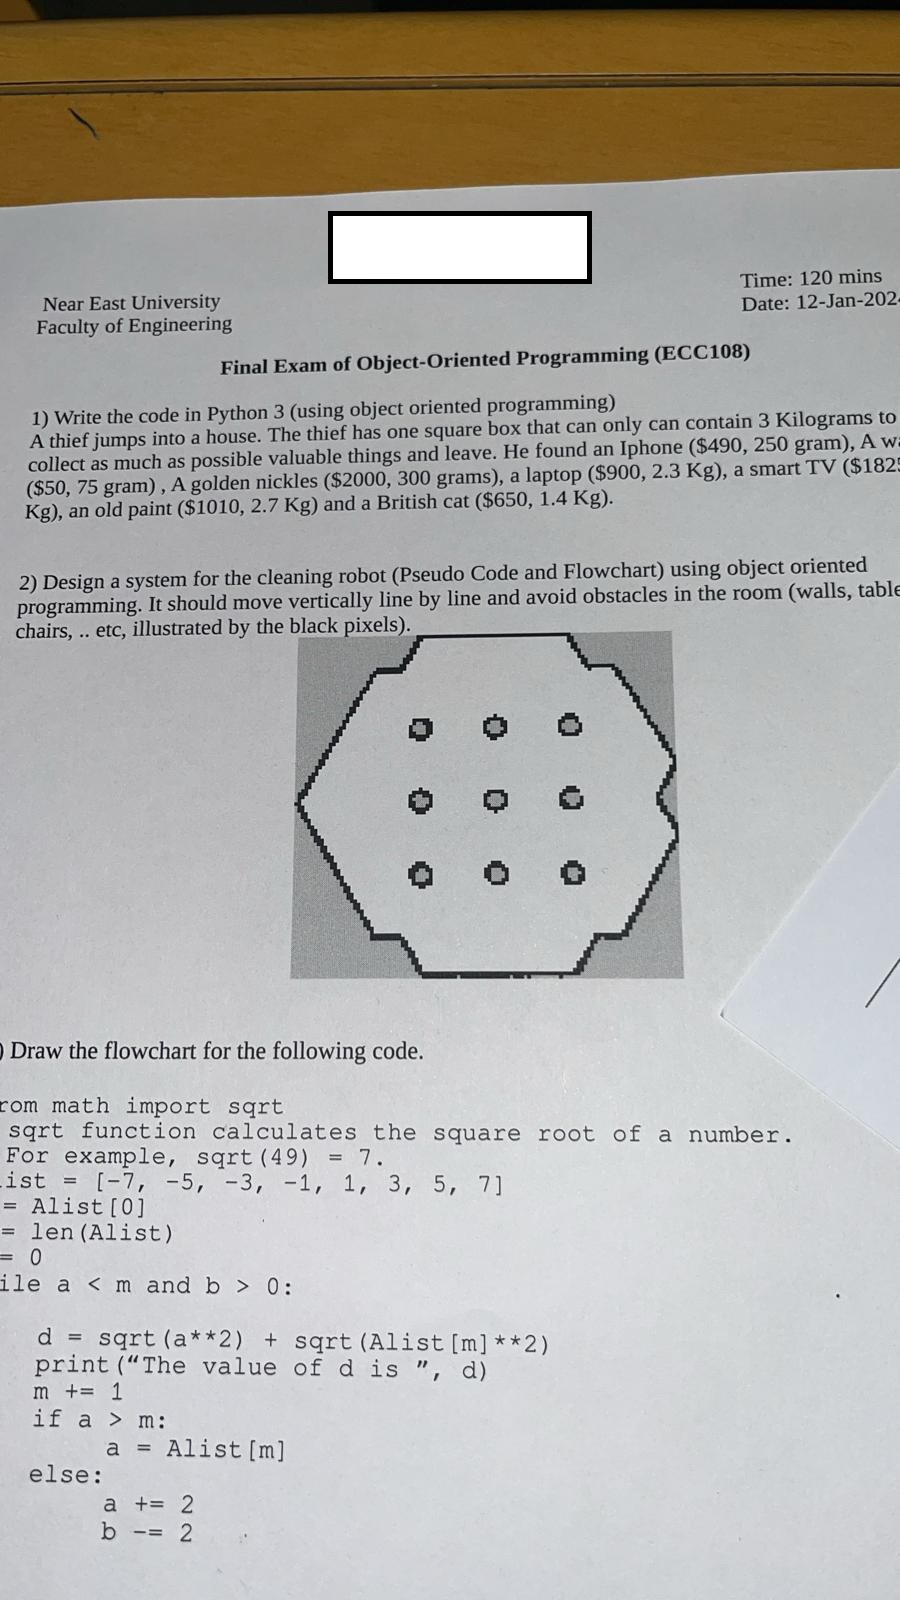 Near East University
Faculty of Engineering
Time: 120 mins
Date: 12-Jan-202
Final Exam of Object-Oriented Programming (ECC108)
1) Write the code in Python 3 (using object oriented programming)
A thief jumps into a house. The thief has one square box that can only can contain 3 Kilograms to
collect as much as possible valuable things and leave. He found an Iphone ($490, 250 gram), A
($50, 75 gram) , A golden nickles ($2000, 300 grams), a laptop ($900, 2.3 Kg), a smart TV ($182
Kg), an old paint ($1010, 2.7 Kg) and a British cat ($650, 1.4 Kg).
2) Design a system for the cleaning robot (Pseudo Code and Flowchart) using object oriented
programming. It should move vertically line by line and avoid obstacles in the room (walls, table
chairs, .. etc, illustrated by the black pixels).
) Draw the flowchart for the following code.
rom math import sqrt
sqrt function calculates the square root of a number.
For example, sqrt(49) = 7.
ist = [-7, -5, -3, -1, 1, 3, 5, 7]
= Alist[0]
= len(Alist)
= 0
ile a < m and b > 0:
d = sqrt(a**2) + sqrt(Alist[m]**2)
print(“The value of d is ”, d)
m += 1
if a > m:
a = Alist[m]
else:
a += 2
b -= 2